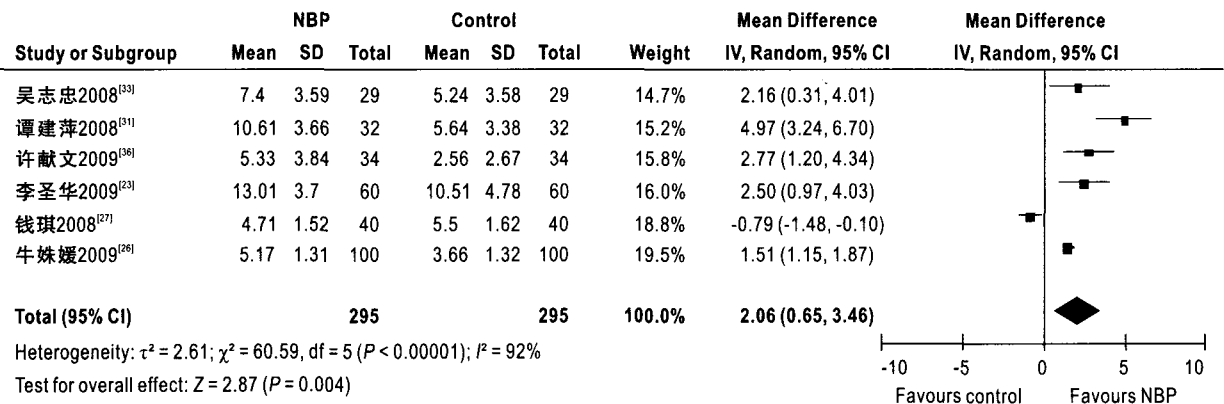 NBP Control Mean Difference Mean Difference
Study or Subgroup Mean SD Total Mean SD Total Weight IV, Random, 95% CI IV, Random, 95% CI
吴志忠2008[33] 7.4 3.59 29 5.24 3.58 29 14.7% 2.16 (0.31, 4.01)
谭建萍2008[31] 10.61 3.66 32 5.64 3.38 32 15.2% 4.97 (3.24, 6.70)
许献文2009[36] 5.33 3.84 34 2.56 2.67 34 15.8% 2.77 (1.20, 4.34)
李圣华2009[23] 13.01 3.7 60 10.51 4.78 60 16.0% 2.50 (0.97, 4.03)
钱琪2008[27] 4.71 1.52 40 5.5 1.62 40 18.8% -0.79 (-1.48, -0.10)
牛姝媛2009[26] 5.17 1.31 100 3.66 1.32 100 19.5% 1.51 (1.15, 1.87)
Total (95% CI) 295 295 100.0% 2.06 (0.65, 3.46)
Heterogeneity: τ² = 2.61; χ² = 60.59, df = 5 (P < 0.00001); I² = 92%
Test for overall effect: Z = 2.87 (P = 0.004)
-10 -5 0 5 10
Favours control Favours NBP